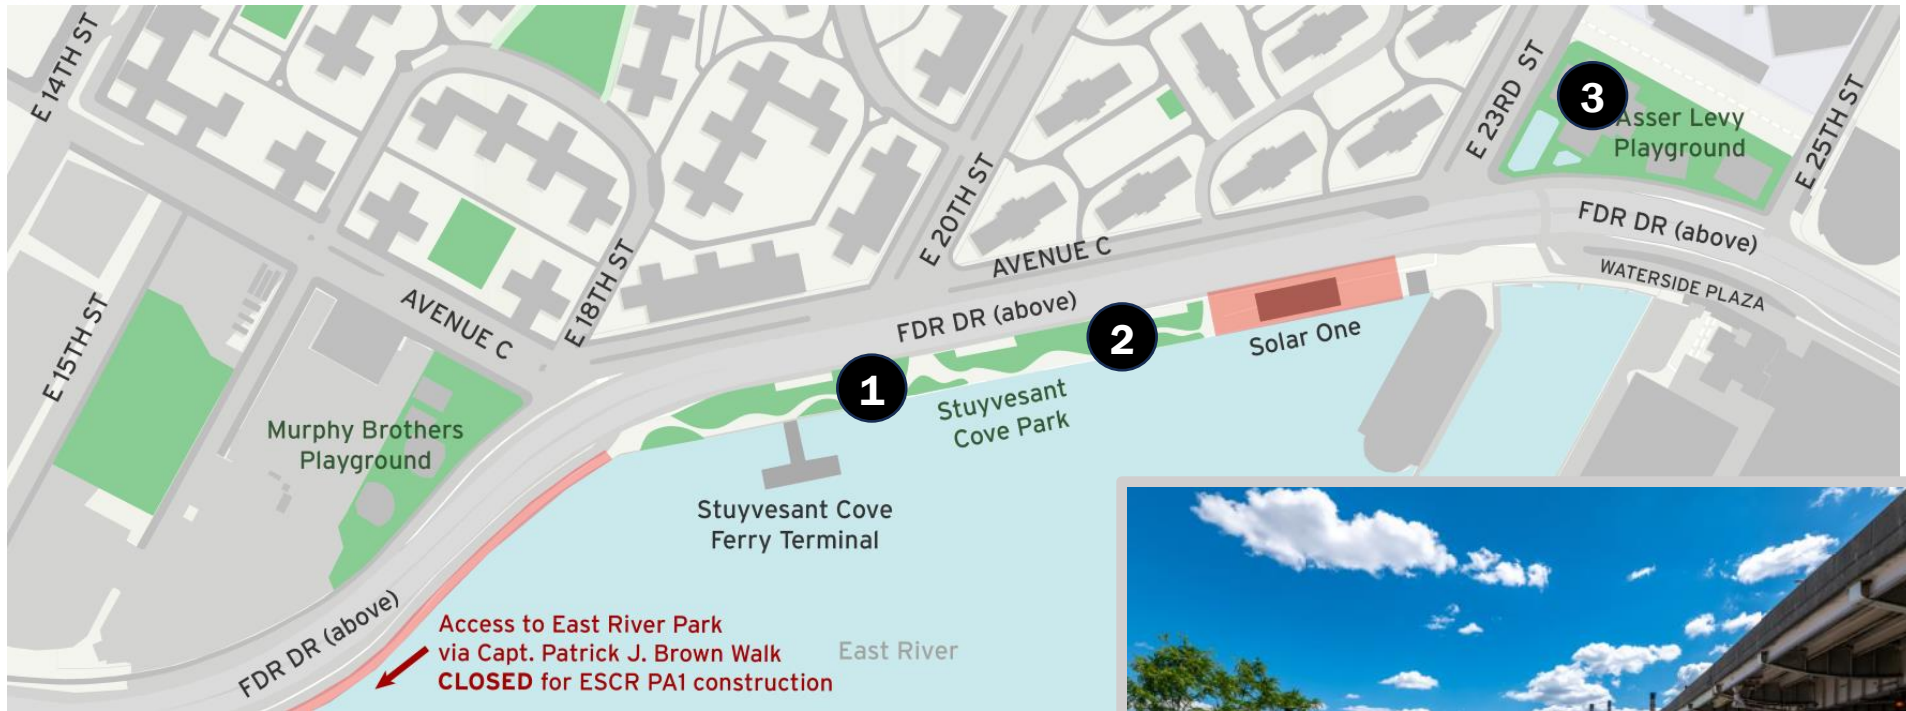 E 14TH ST
E 15TH ST
AVENUE C
E 18TH ST
E 20TH ST
AVENUE C
E 23RD ST
3
Asser Levy
Playground
E 25TH ST
FDR DR (above)
WATERSIDE PLAZA
FDR DR (above)
2
Solar One
1
Stuyvesant
Cove Park
Murphy Brothers
Playground
Stuyvesant Cove
Ferry Terminal
FDR DR (above)
Access to East River Park
via Capt. Patrick J. Brown Walk
CLOSED for ESCR PA1 construction
East River